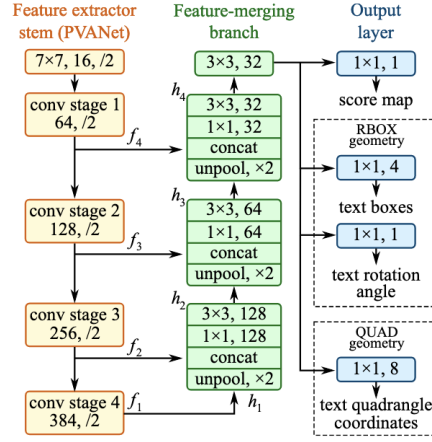 Feature extractor
stem (PVANet)
7×7, 16, /2
conv stage 1
64, /2
f4
conv stage 2
128, /2
f3
conv stage 3
256, /2
f2
conv stage 4
384, /2
f1
Feature-merging
branch
3×3, 32
h4
3×3, 32
1×1, 32
concat
unpool, ×2
h3
3×3, 64
1×1, 64
concat
unpool, ×2
h2
3×3, 128
1×1, 128
concat
unpool, ×2
h1
Output
layer
1×1, 1
score map
RBOX
geometry
1×1, 4
text boxes
1×1, 1
text rotation
angle
QUAD
geometry
1×1, 8
text quadrangle
coordinates